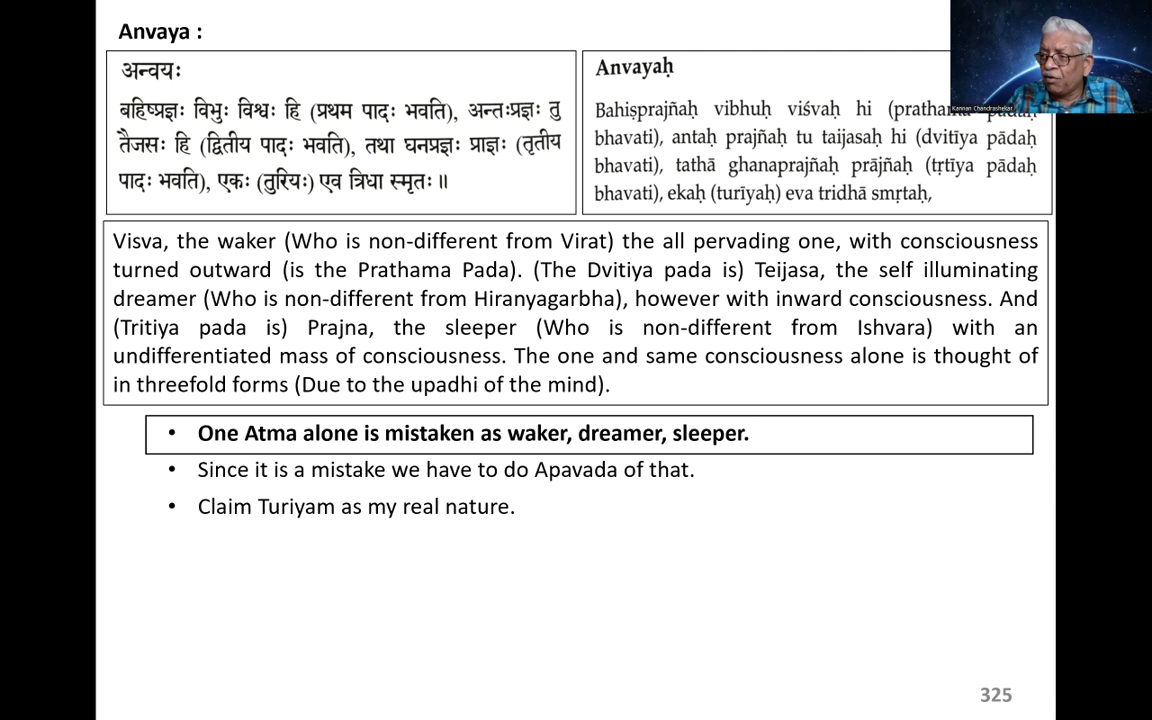 Anvaya :
अन्वयः
बहिष्प्रज्ञः विभुः विश्वः हि (प्रथम पादः भवति), अन्तःप्रज्ञः तु
तैजसः हि (द्वितीय पादः भवति), तथा घनप्रज्ञः प्राज्ञः (तृतीय
पादः भवति), एकः (तुरियः) एव त्रिधा स्मृतः ॥
Anvayaḥ
Bahiṣprajñaḥ vibhuḥ viśvaḥ hi (prathama pādaḥ
bhavati), antaḥ prajñaḥ tu taijasaḥ hi (dvitīya pādaḥ
bhavati), tathā ghanaprajñaḥ prājñaḥ (tṛtīya pādaḥ
bhavati), ekaḥ (turīyaḥ) eva tridhā smṛtaḥ,
Kannan Chandrashekar
Visva, the waker (Who is non-different from Virat) the all pervading one, with consciousness
turned outward (is the Prathama Pada). (The Dvitiya pada is) Teijasa, the self illuminating
dreamer (Who is non-different from Hiranyagarbha), however with inward consciousness. And
(Tritiya pada is) Prajna, the sleeper (Who is non-different from Ishvara) with an
undifferentiated mass of consciousness. The one and same consciousness alone is thought of
in threefold forms (Due to the upadhi of the mind).
• One Atma alone is mistaken as waker, dreamer, sleeper.
• Since it is a mistake we have to do Apavada of that.
• Claim Turiyam as my real nature.
325